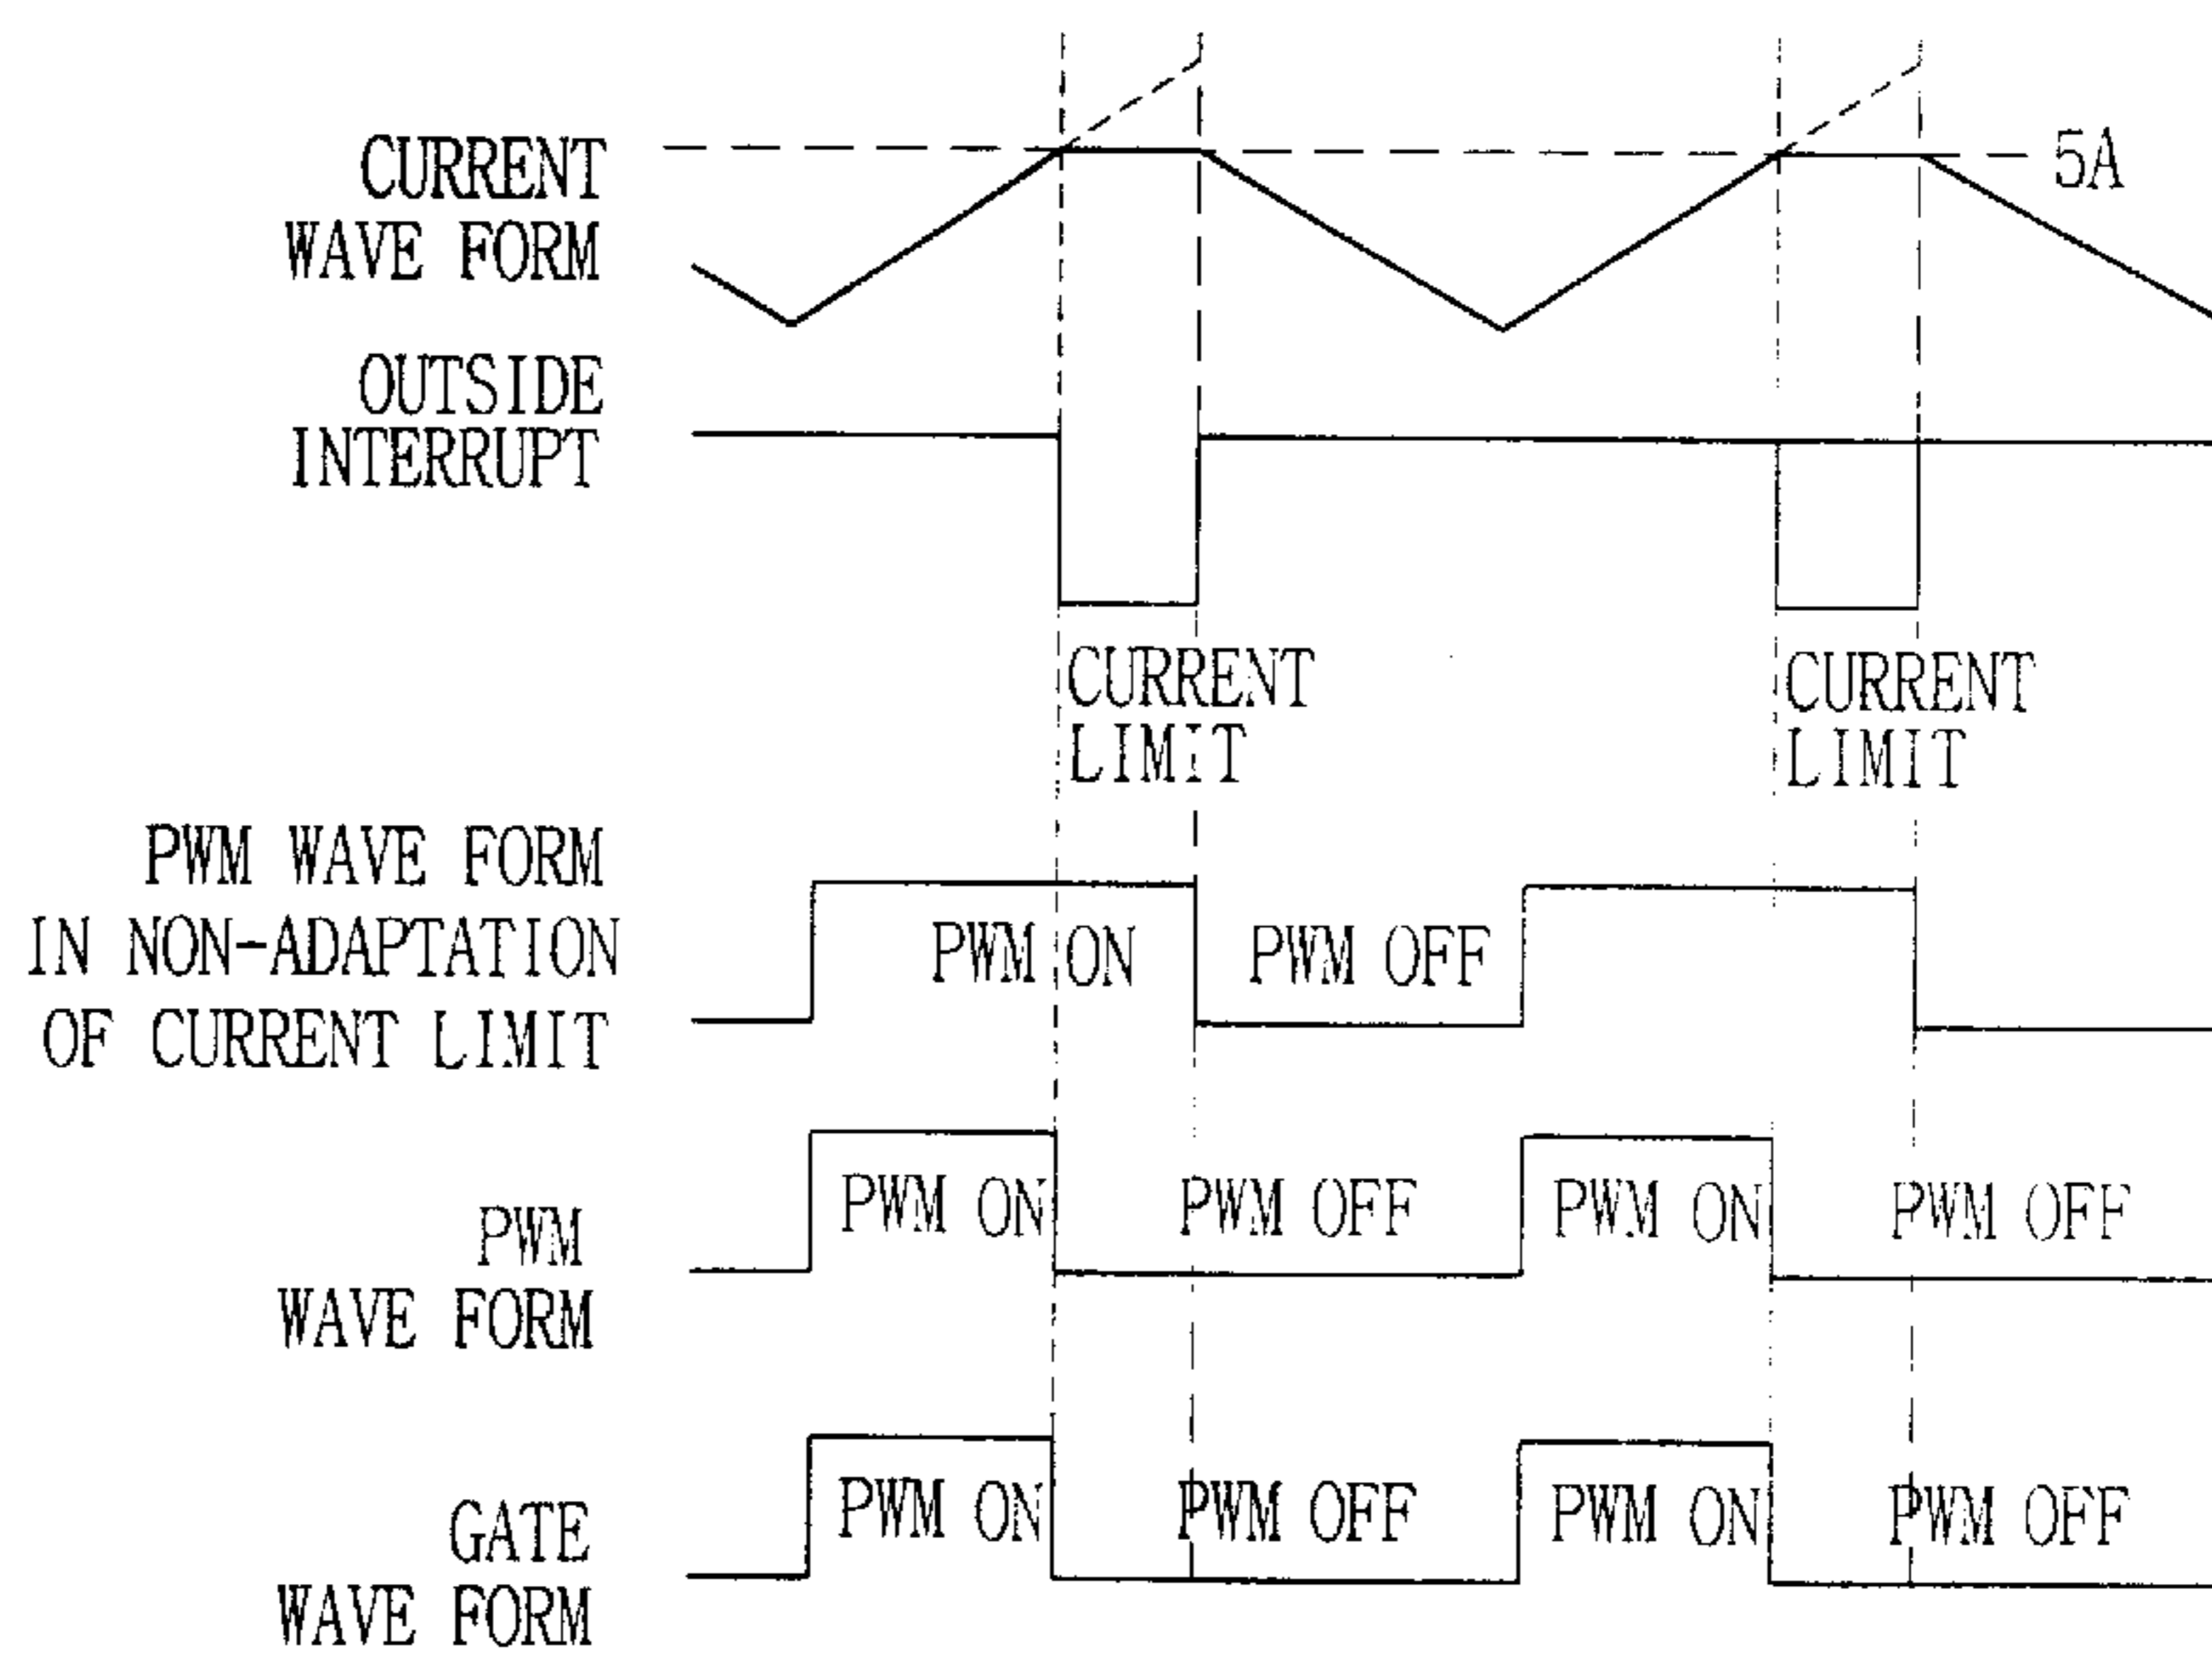 CURRENT
WAVE FORM
5A
OUTSIDE
INTERRUPT
CURRENT
LIMIT
CURRENT
LIMIT
PWM WAVE FORM
IN NON-ADAPTATION
OF CURRENT LIMIT
PWM ON
PWM OFF
PWM
WAVE FORM
PWM ON
PWM OFF
PWM ON
PWM OFF
GATE
WAVE FORM
PWM ON
PWM OFF
PWM ON
PWM OFF